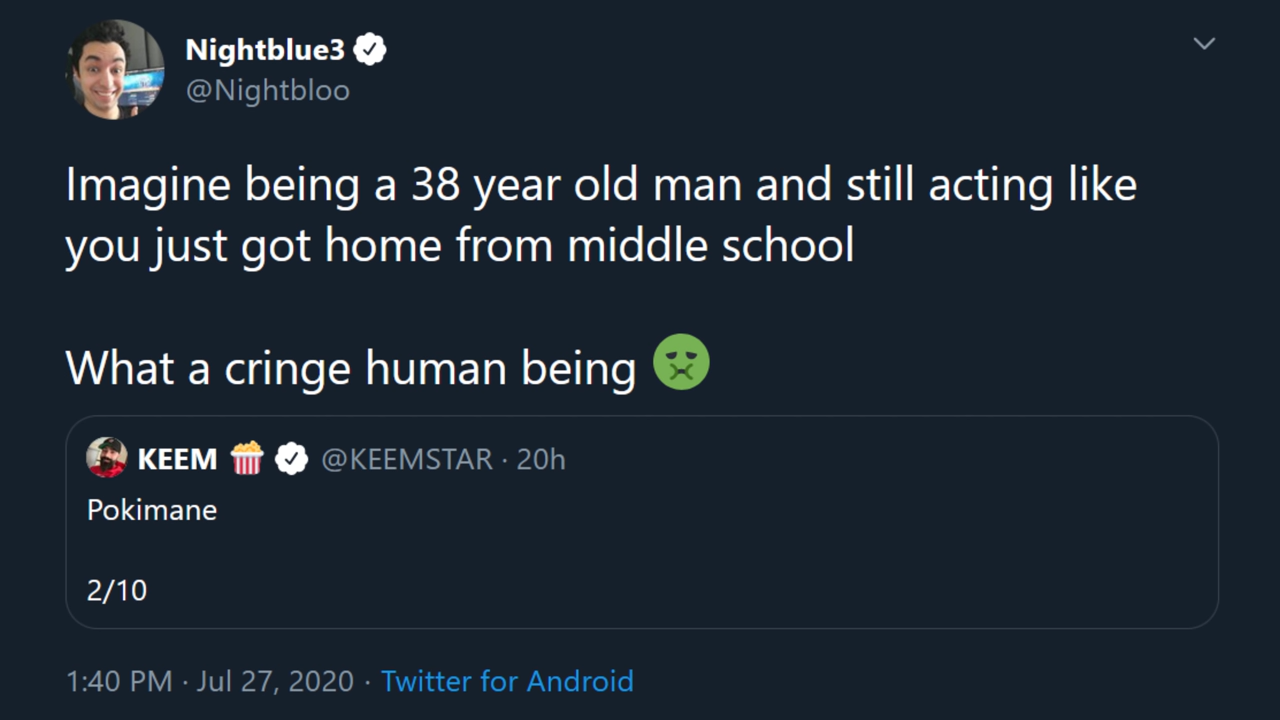 Nightblue3
@Nightbloo
Imagine being a 38 year old man and still acting like
you just got home from middle school
What a cringe human being 🤢
KEEM 🍿 @KEEMSTAR · 20h
Pokimane
2/10
1:40 PM · Jul 27, 2020 · Twitter for Android